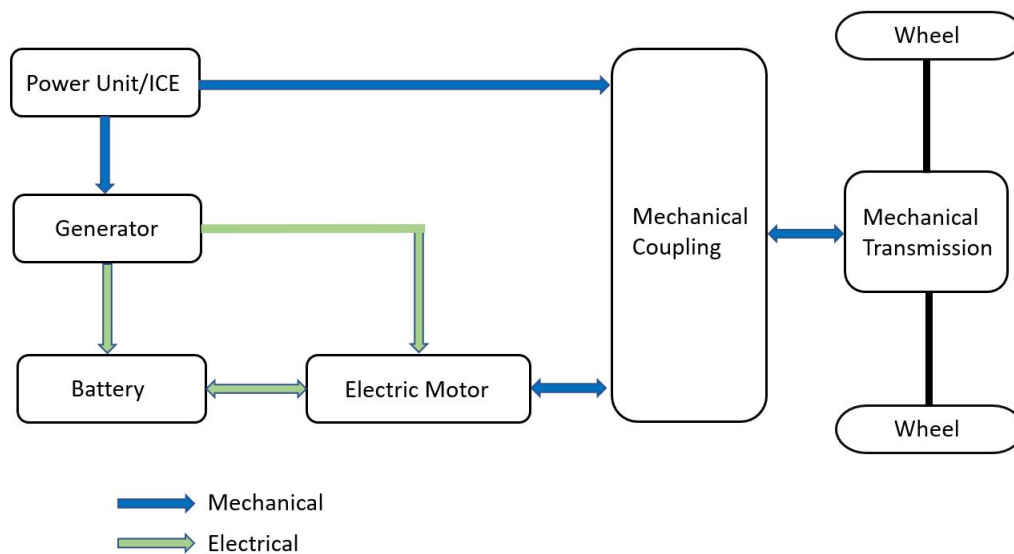 Wheel
Power Unit/ICE
Generator
Mechanical
Coupling
Mechanical
Transmission
Battery
Electric Motor
Wheel
Mechanical
Electrical